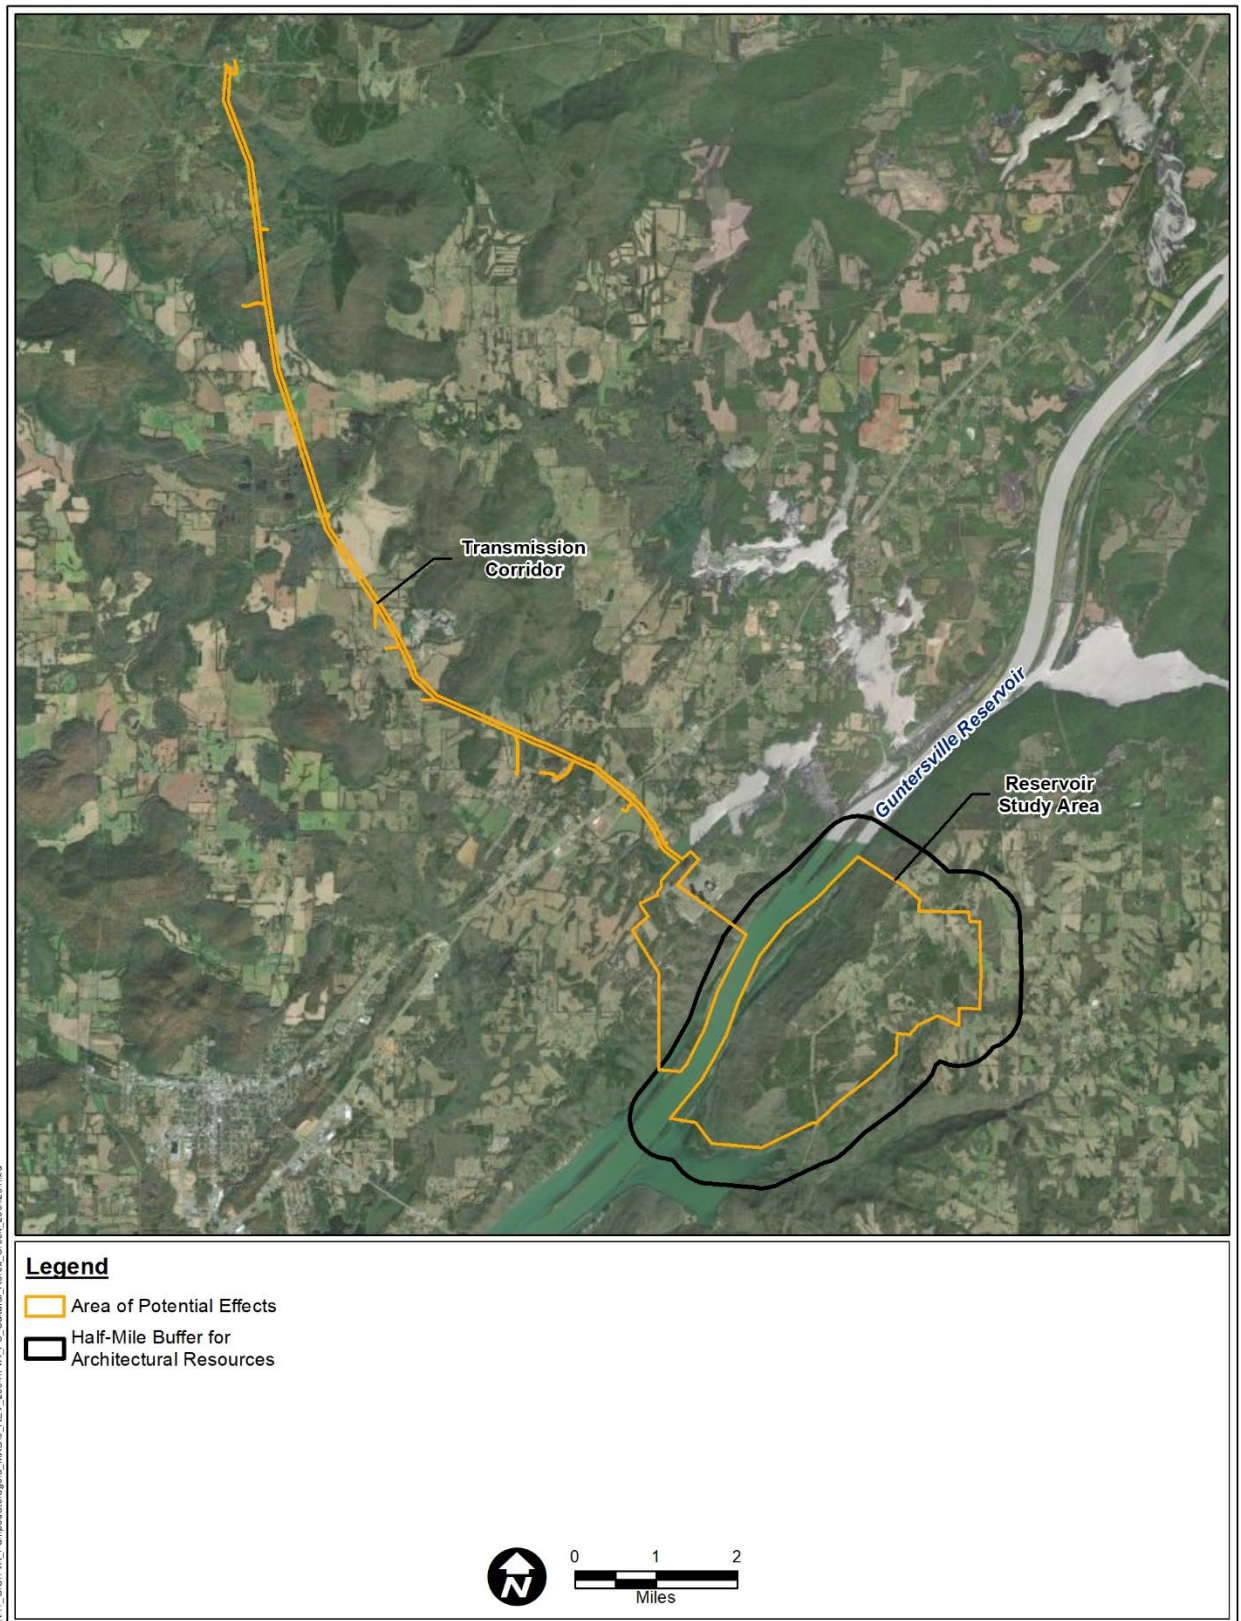 Transmission
Corridor
Guntersville Reservoir
Reservoir
Study Area
Legend
Area of Potential Effects
Half-Mile Buffer for
Architectural Resources
N
0 1 2
Miles